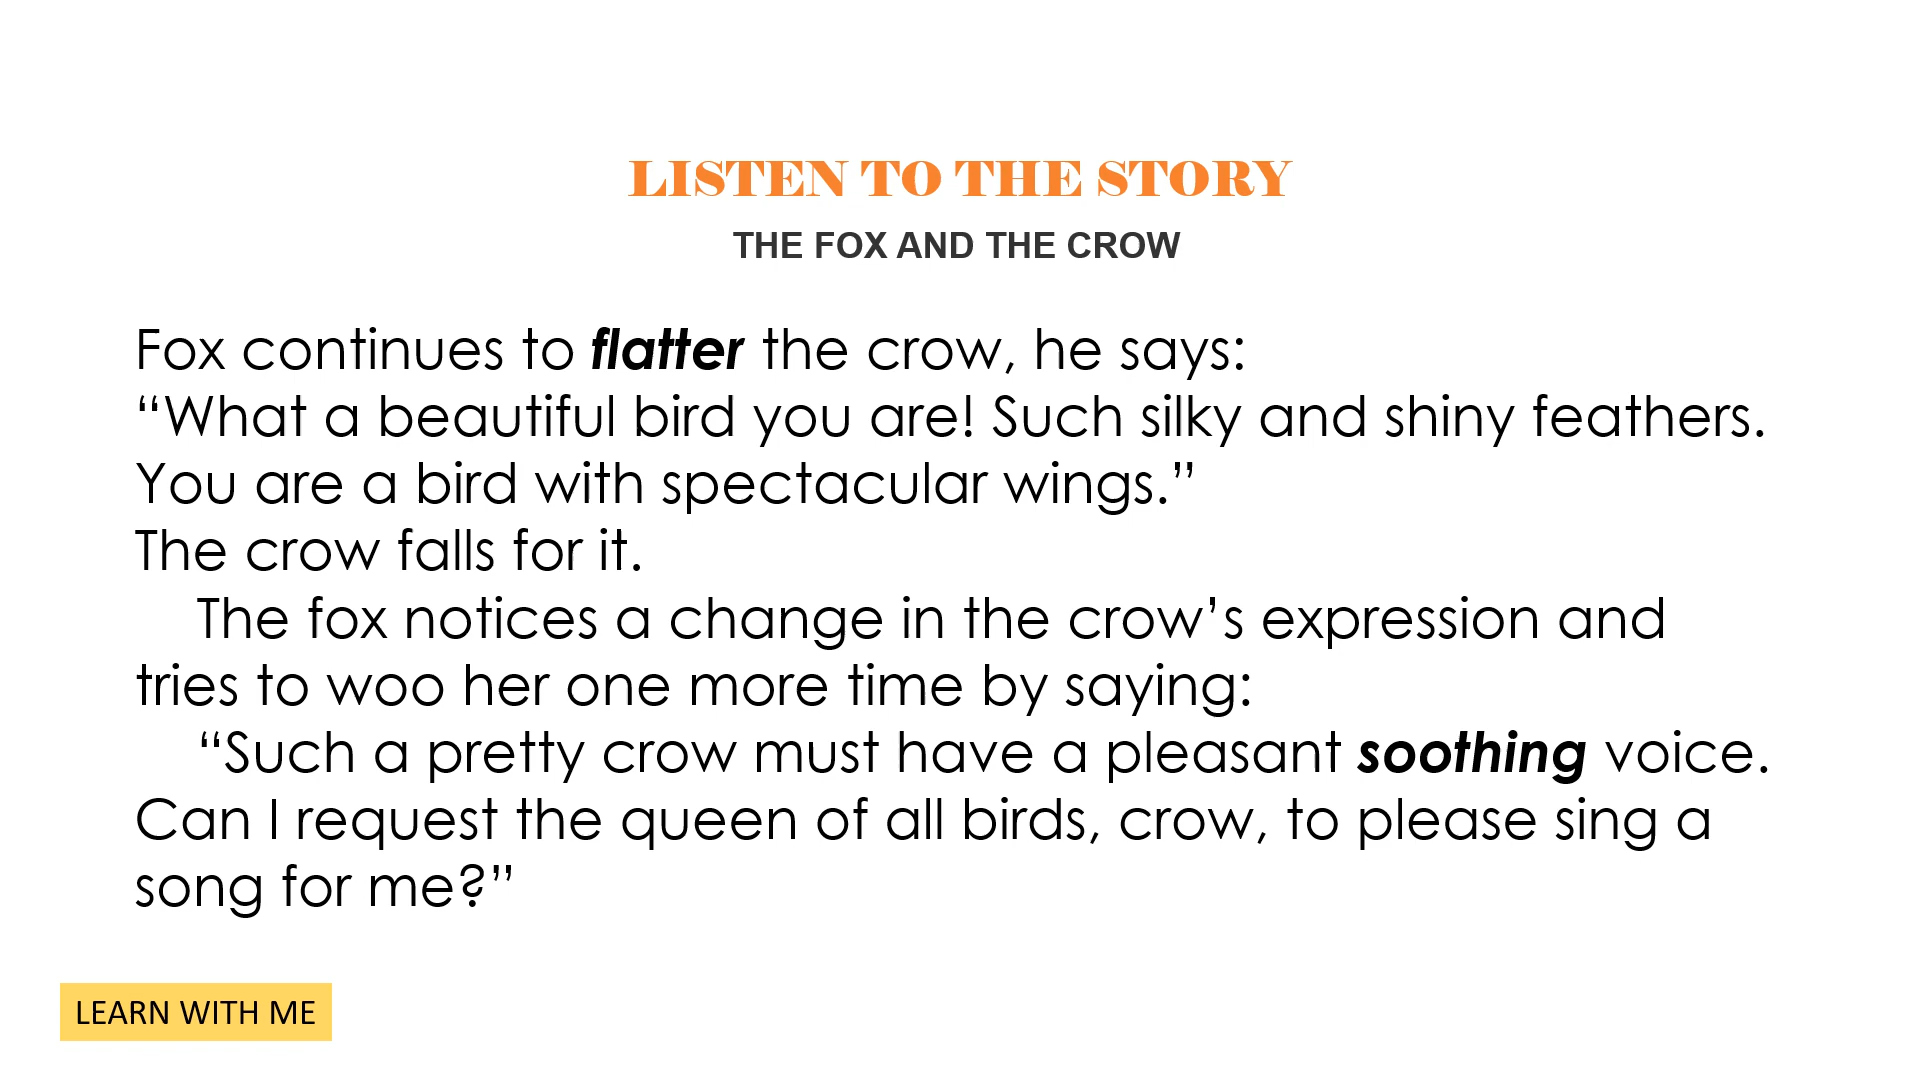 LISTEN TO THE STORY
THE FOX AND THE CROW
Fox continues to flatter the crow, he says:
“What a beautiful bird you are! Such silky and shiny feathers.
You are a bird with spectacular wings.”
The crow falls for it.
The fox notices a change in the crow’s expression and
tries to woo her one more time by saying:
“Such a pretty crow must have a pleasant soothing voice.
Can I request the queen of all birds, crow, to please sing a
song for me?”
LEARN WITH ME